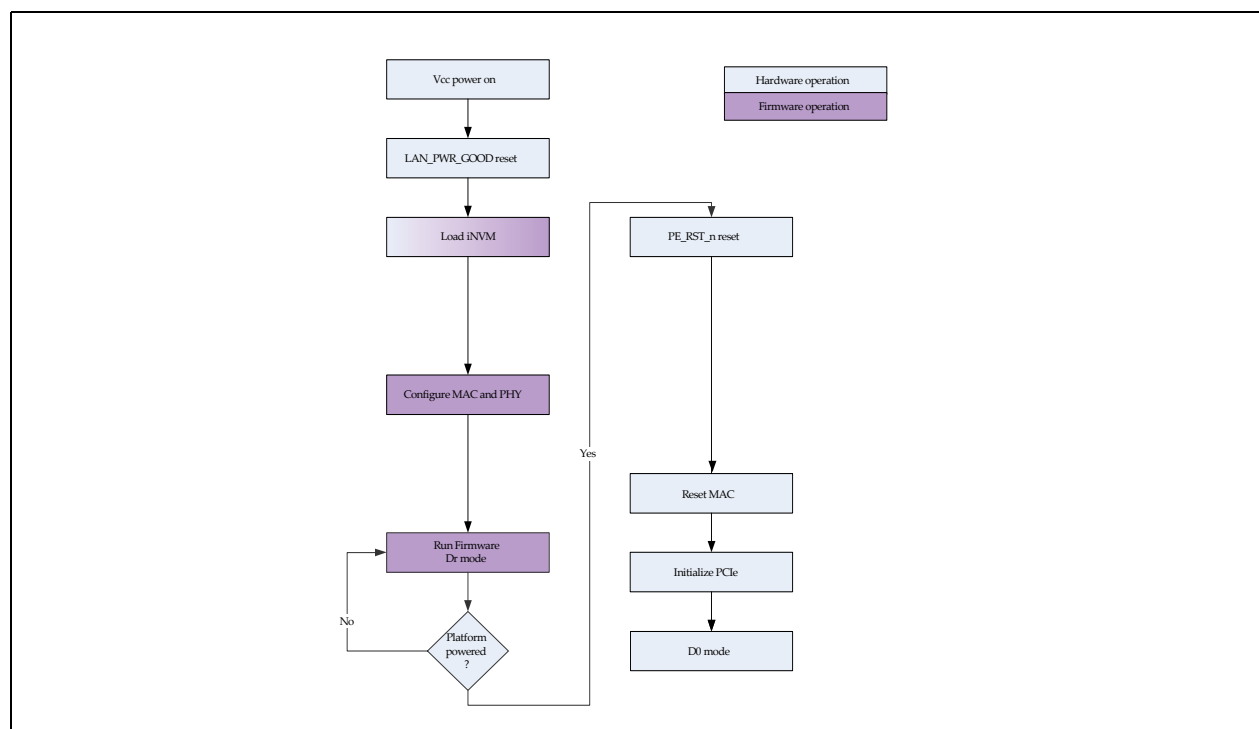 Vcc power on
LAN_PWR_GOOD reset
Load iNVM
Configure MAC and PHY
Run Firmware
Dr mode
Platform
powered
?
No
Yes
Hardware operation
Firmware operation
PE_RST_n reset
Reset MAC
Initialize PCIe
D0 mode